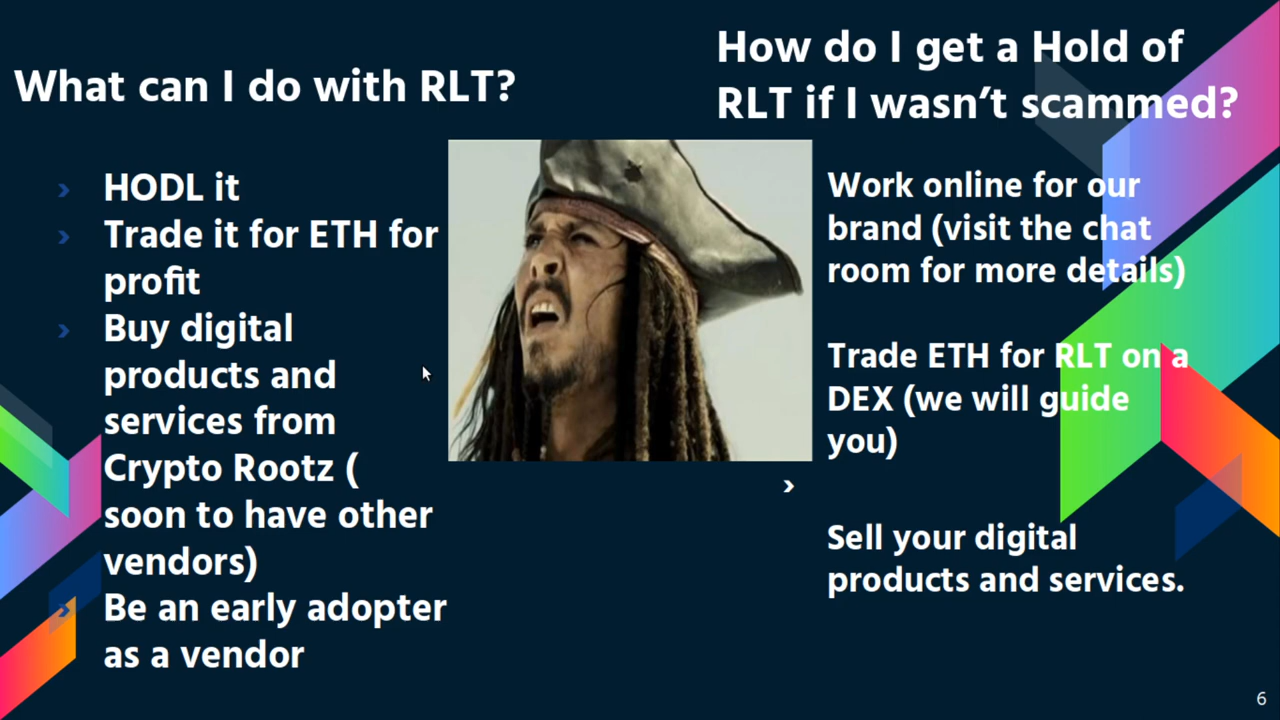 What can I do with RLT?
HODL it
Trade it for ETH for
profit
Buy digital
products and
services from
Crypto Rootz (
soon to have other
vendors)
Be an early adopter
as a vendor
How do I get a Hold of
RLT if I wasn’t scammed?
Work online for our
brand (visit the chat
room for more details)
Trade ETH for RLT on a
DEX (we will guide
you)
Sell your digital
products and services.
6